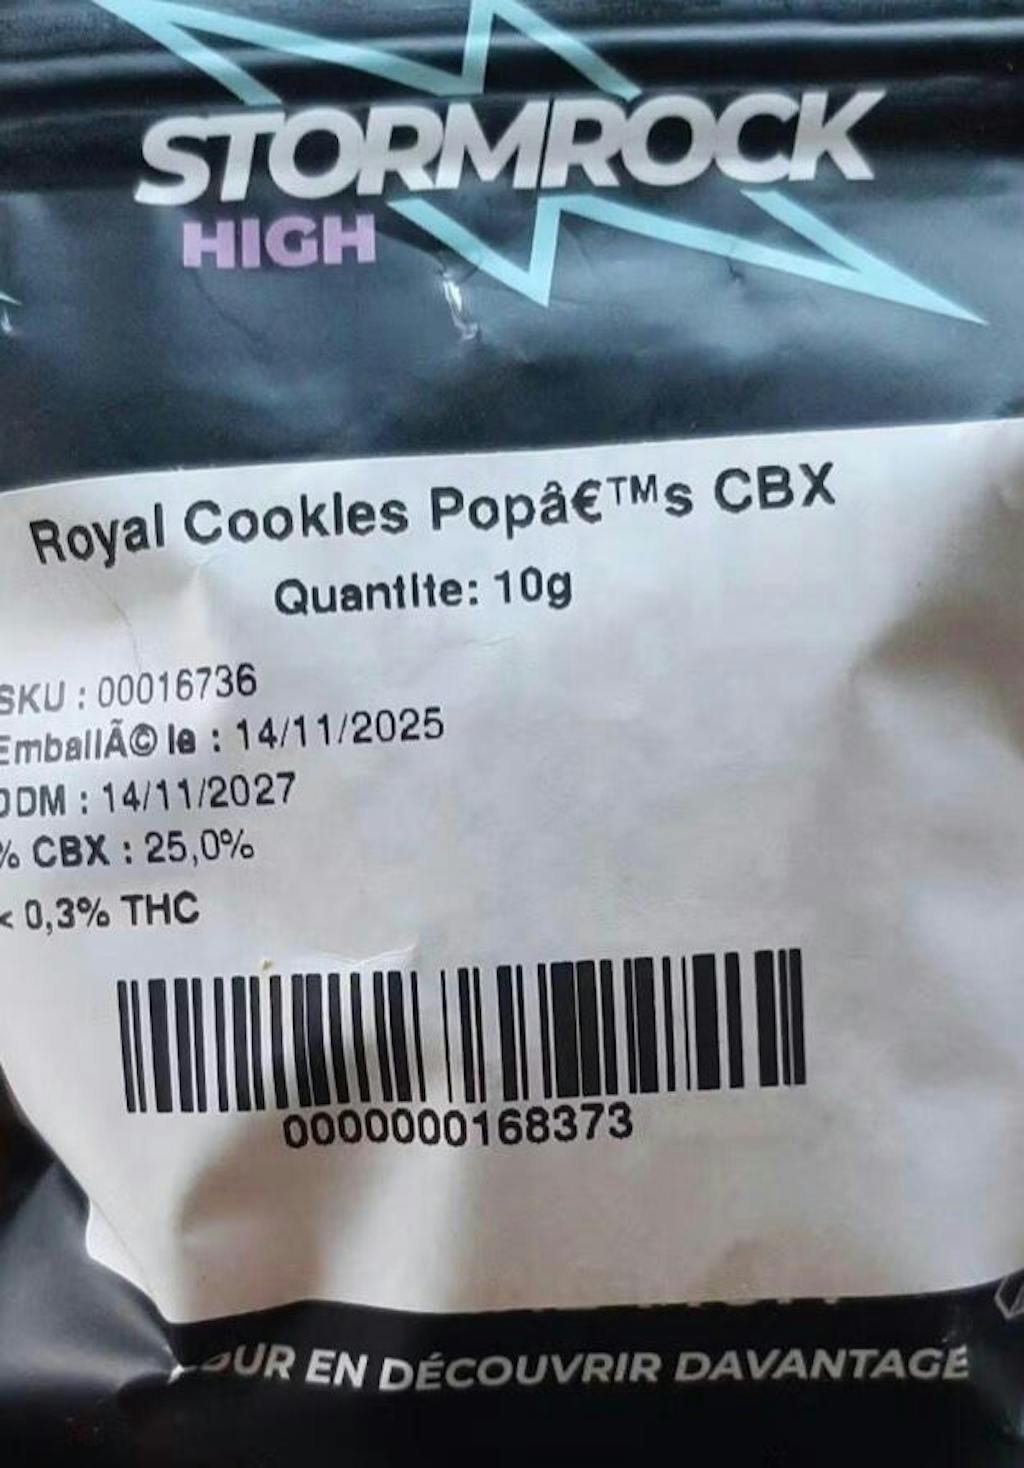 STORMROCK
HIGH
Royal Cookies Popâ€™s CBX
Quantite: 10g
SKU : 00016736
EmballÃ© le : 14/11/2025
DDM : 14/11/2027
% CBX : 25,0%
< 0,3% THC
0000000168373
OUR EN DÉCOUVRIR DAVANTAGE